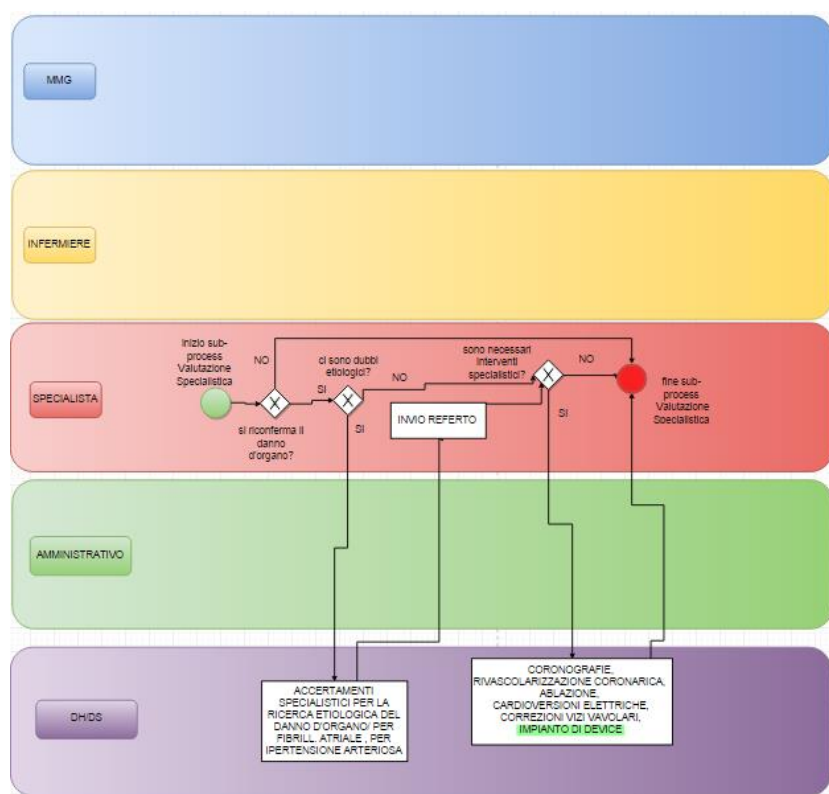 MMG
INFERMIERE
SPECIALISTA
inizio sub-
process
Valutazione
Specialistica
NO
si riconferma il
danno
d'organo?
SI
ci sono dubbi
etiologici?
NO
SI
INVIO REFERTO
sono necessari
interventi
specialistici?
NO
SI
fine sub-
process
Valutazione
Specialistica
AMMINISTRATIVO
DH/DS
ACCERTAMENTI
SPECIALISTICI PER LA
RICERCA ETIOLOGICA DEL
DANNO D'ORGANO/ PER
FIBRILL. ATRIALE , PER
IPERTENSIONE ARTERIOSA
CORONOGRAFIE,
RIVASCOLARIZZAZIONE CORONARICA,
ABLAZIONE,
CARDIOVERSIONI ELETTRICHE,
CORREZIONI VIZI VAVOLARI,
IMPIANTO DI DEVICE